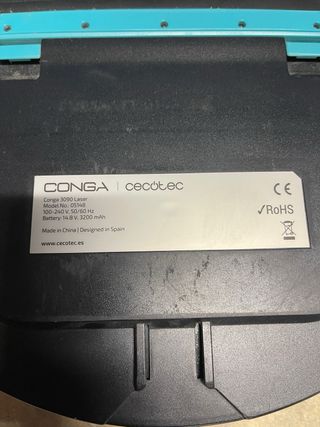 CONGA | cecotec
Conga 3090 Laser
Model No.: 05148
100-240 V, 50/60 Hz
Battery: 14.8 V, 3200 mAh
Made in China | Designed in Spain
www.cecotec.es
CE
✓RoHS